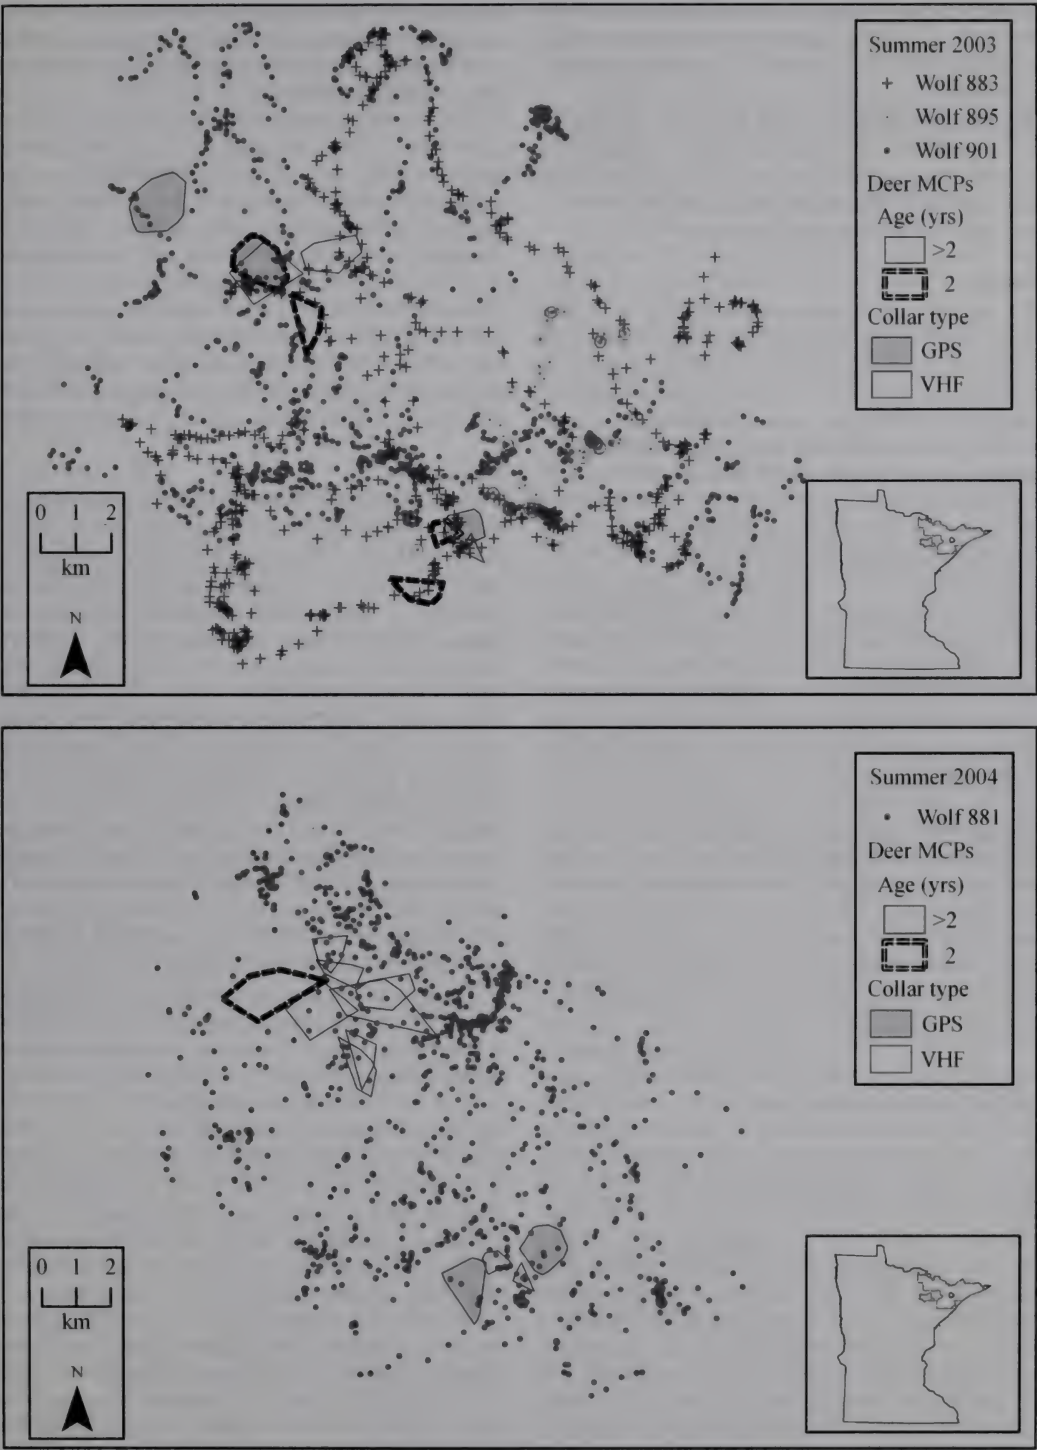 Summer 2003
+ Wolf 883
· Wolf 895
• Wolf 901
Deer MCPs
Age (yrs)
>2
2
Collar type
GPS
VHF
0 1 2
km
N
Summer 2004
• Wolf 881
Deer MCPs
Age (yrs)
>2
2
Collar type
GPS
VHF
0 1 2
km
N